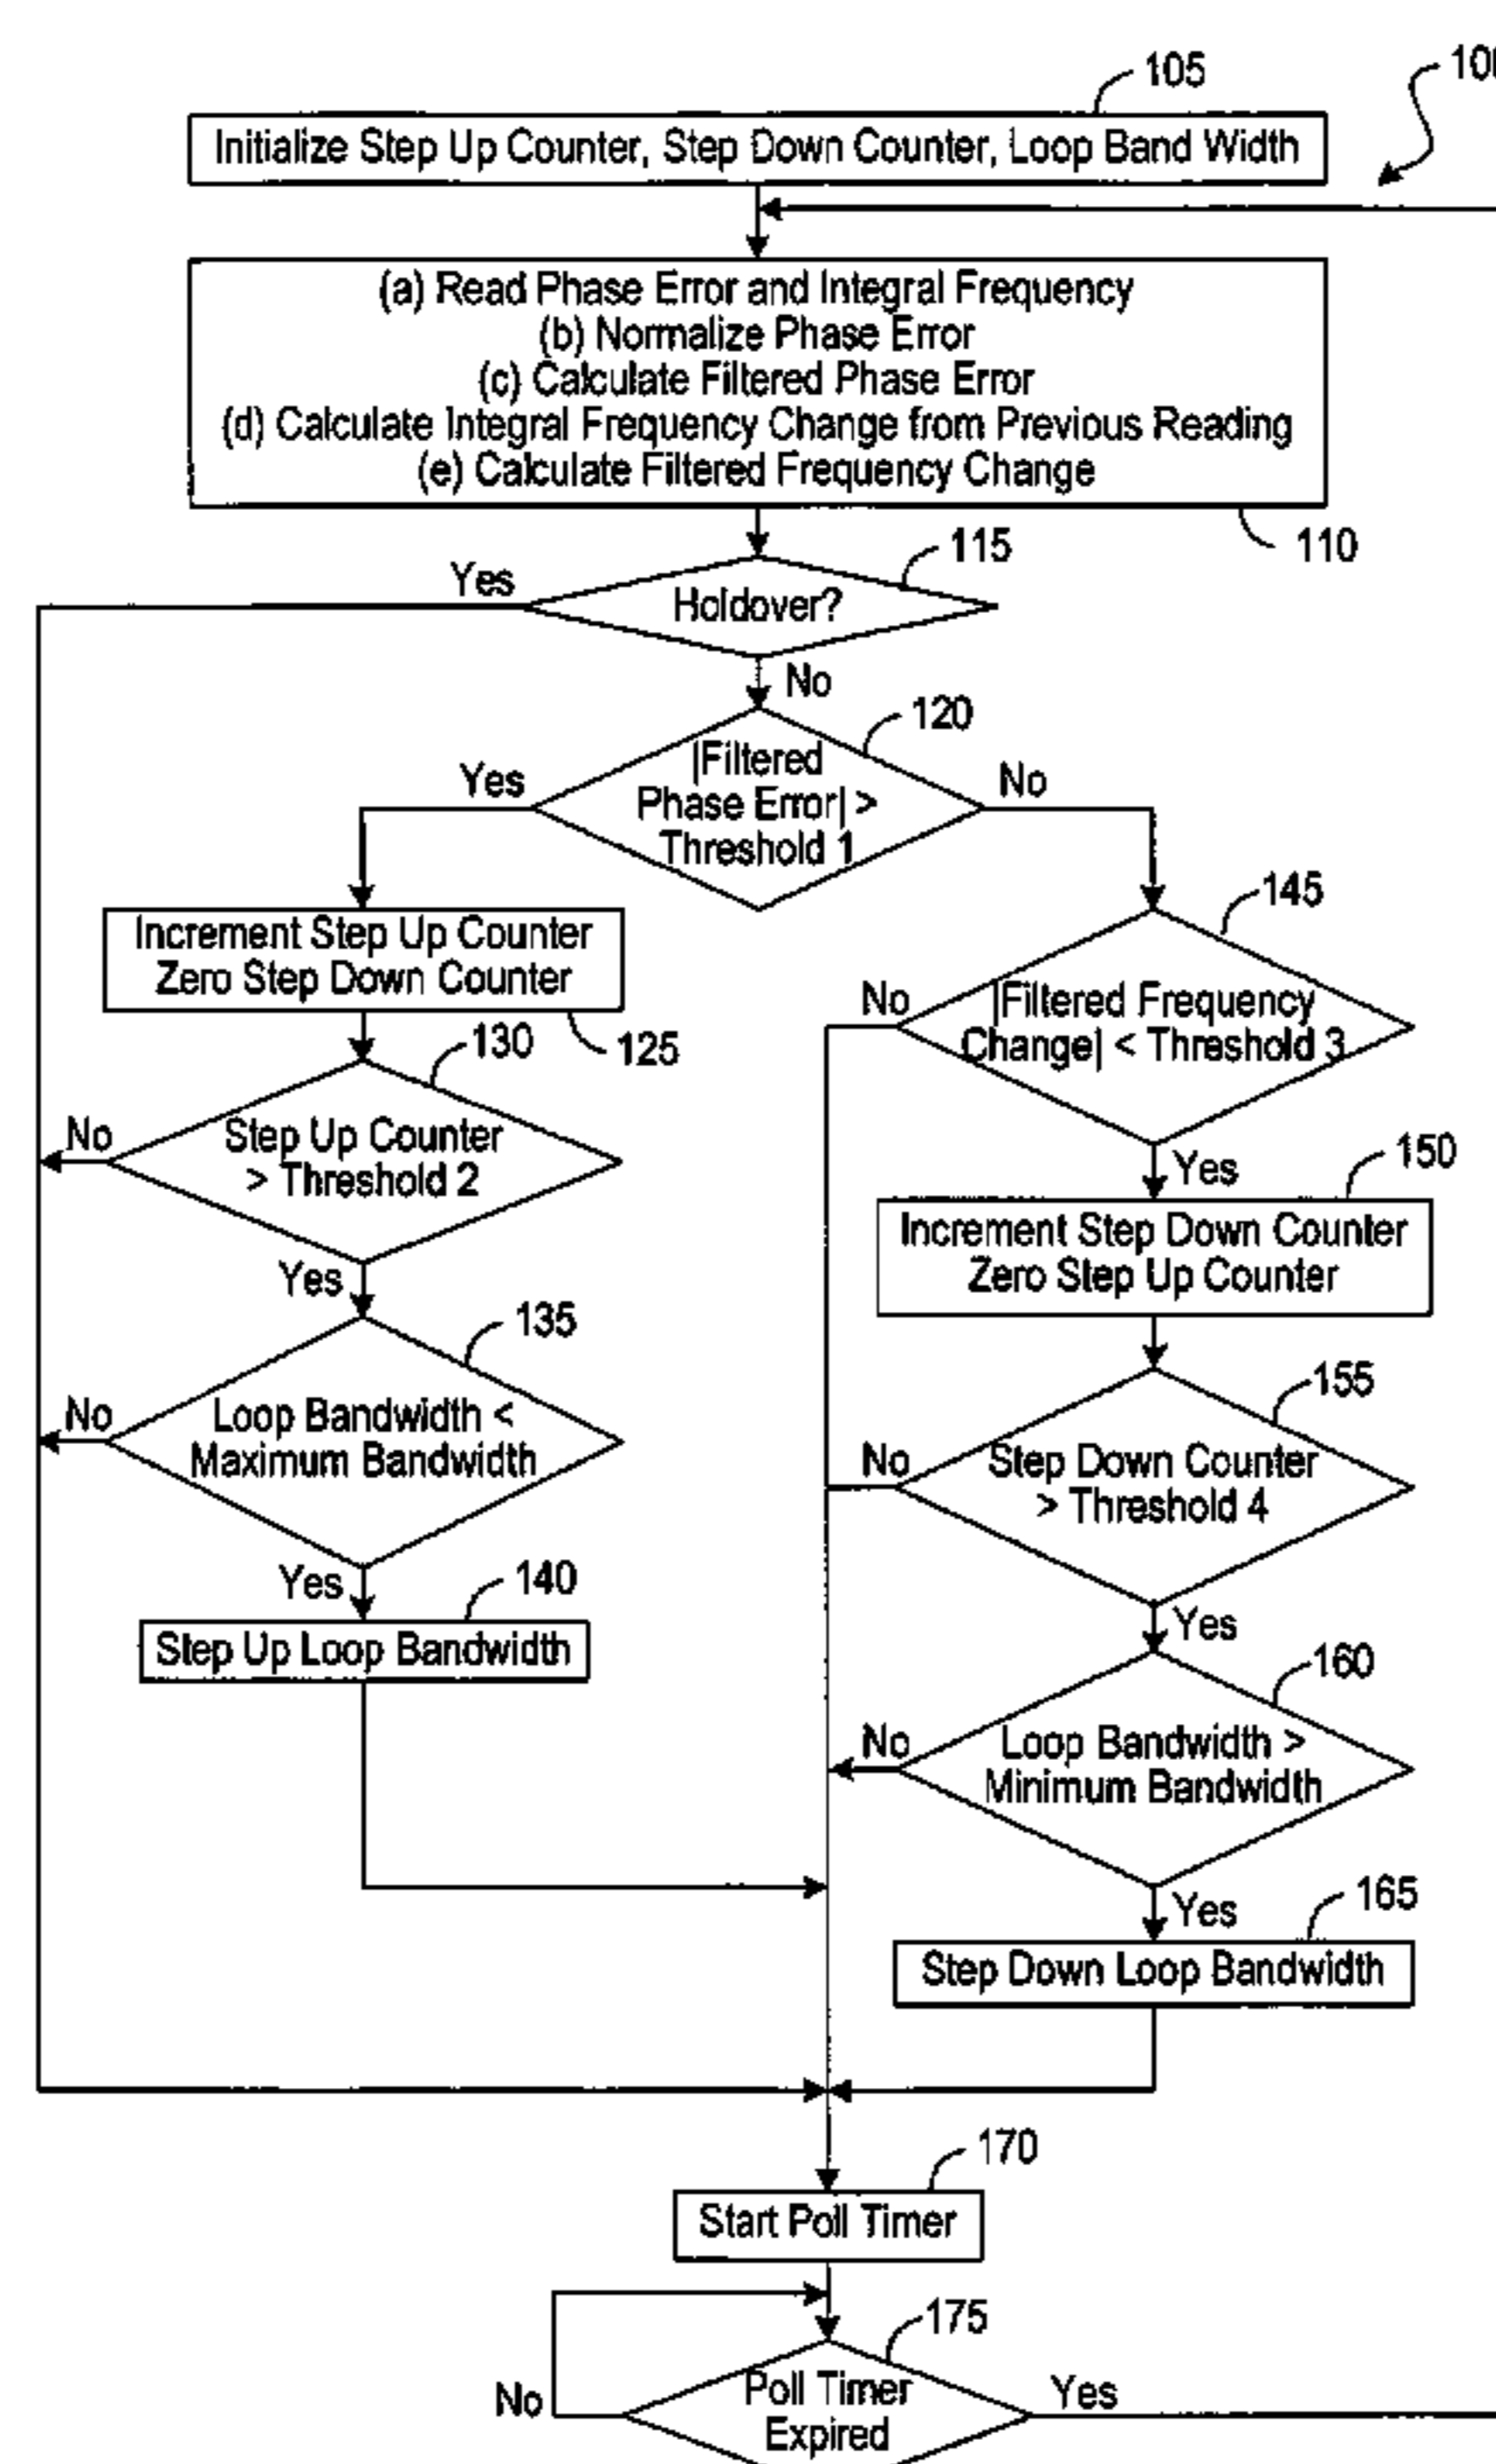 105
100
Initialize Step Up Counter, Step Down Counter, Loop Band Width
(a) Read Phase Error and Integral Frequency
(b) Normalize Phase Error
(c) Calculate Filtered Phase Error
(d) Calculate Integral Frequency Change from Previous Reading
(e) Calculate Filtered Frequency Change
110
115
Yes
Holdover?
No
120
|Filtered
Phase Error| >
Threshold 1
Yes
No
145
Increment Step Up Counter
Zero Step Down Counter
125
|Filtered Frequency
Change| < Threshold 3
No
130
Step Up Counter
> Threshold 2
No
Yes
Yes
150
Increment Step Down Counter
Zero Step Up Counter
135
Loop Bandwidth <
Maximum Bandwidth
No
Yes
155
Step Down Counter
> Threshold 4
No
Yes
140
Step Up Loop Bandwidth
160
Loop Bandwidth >
Minimum Bandwidth
No
Yes
165
Step Down Loop Bandwidth
170
Start Poll Timer
175
Poll Timer
Expired
No
Yes